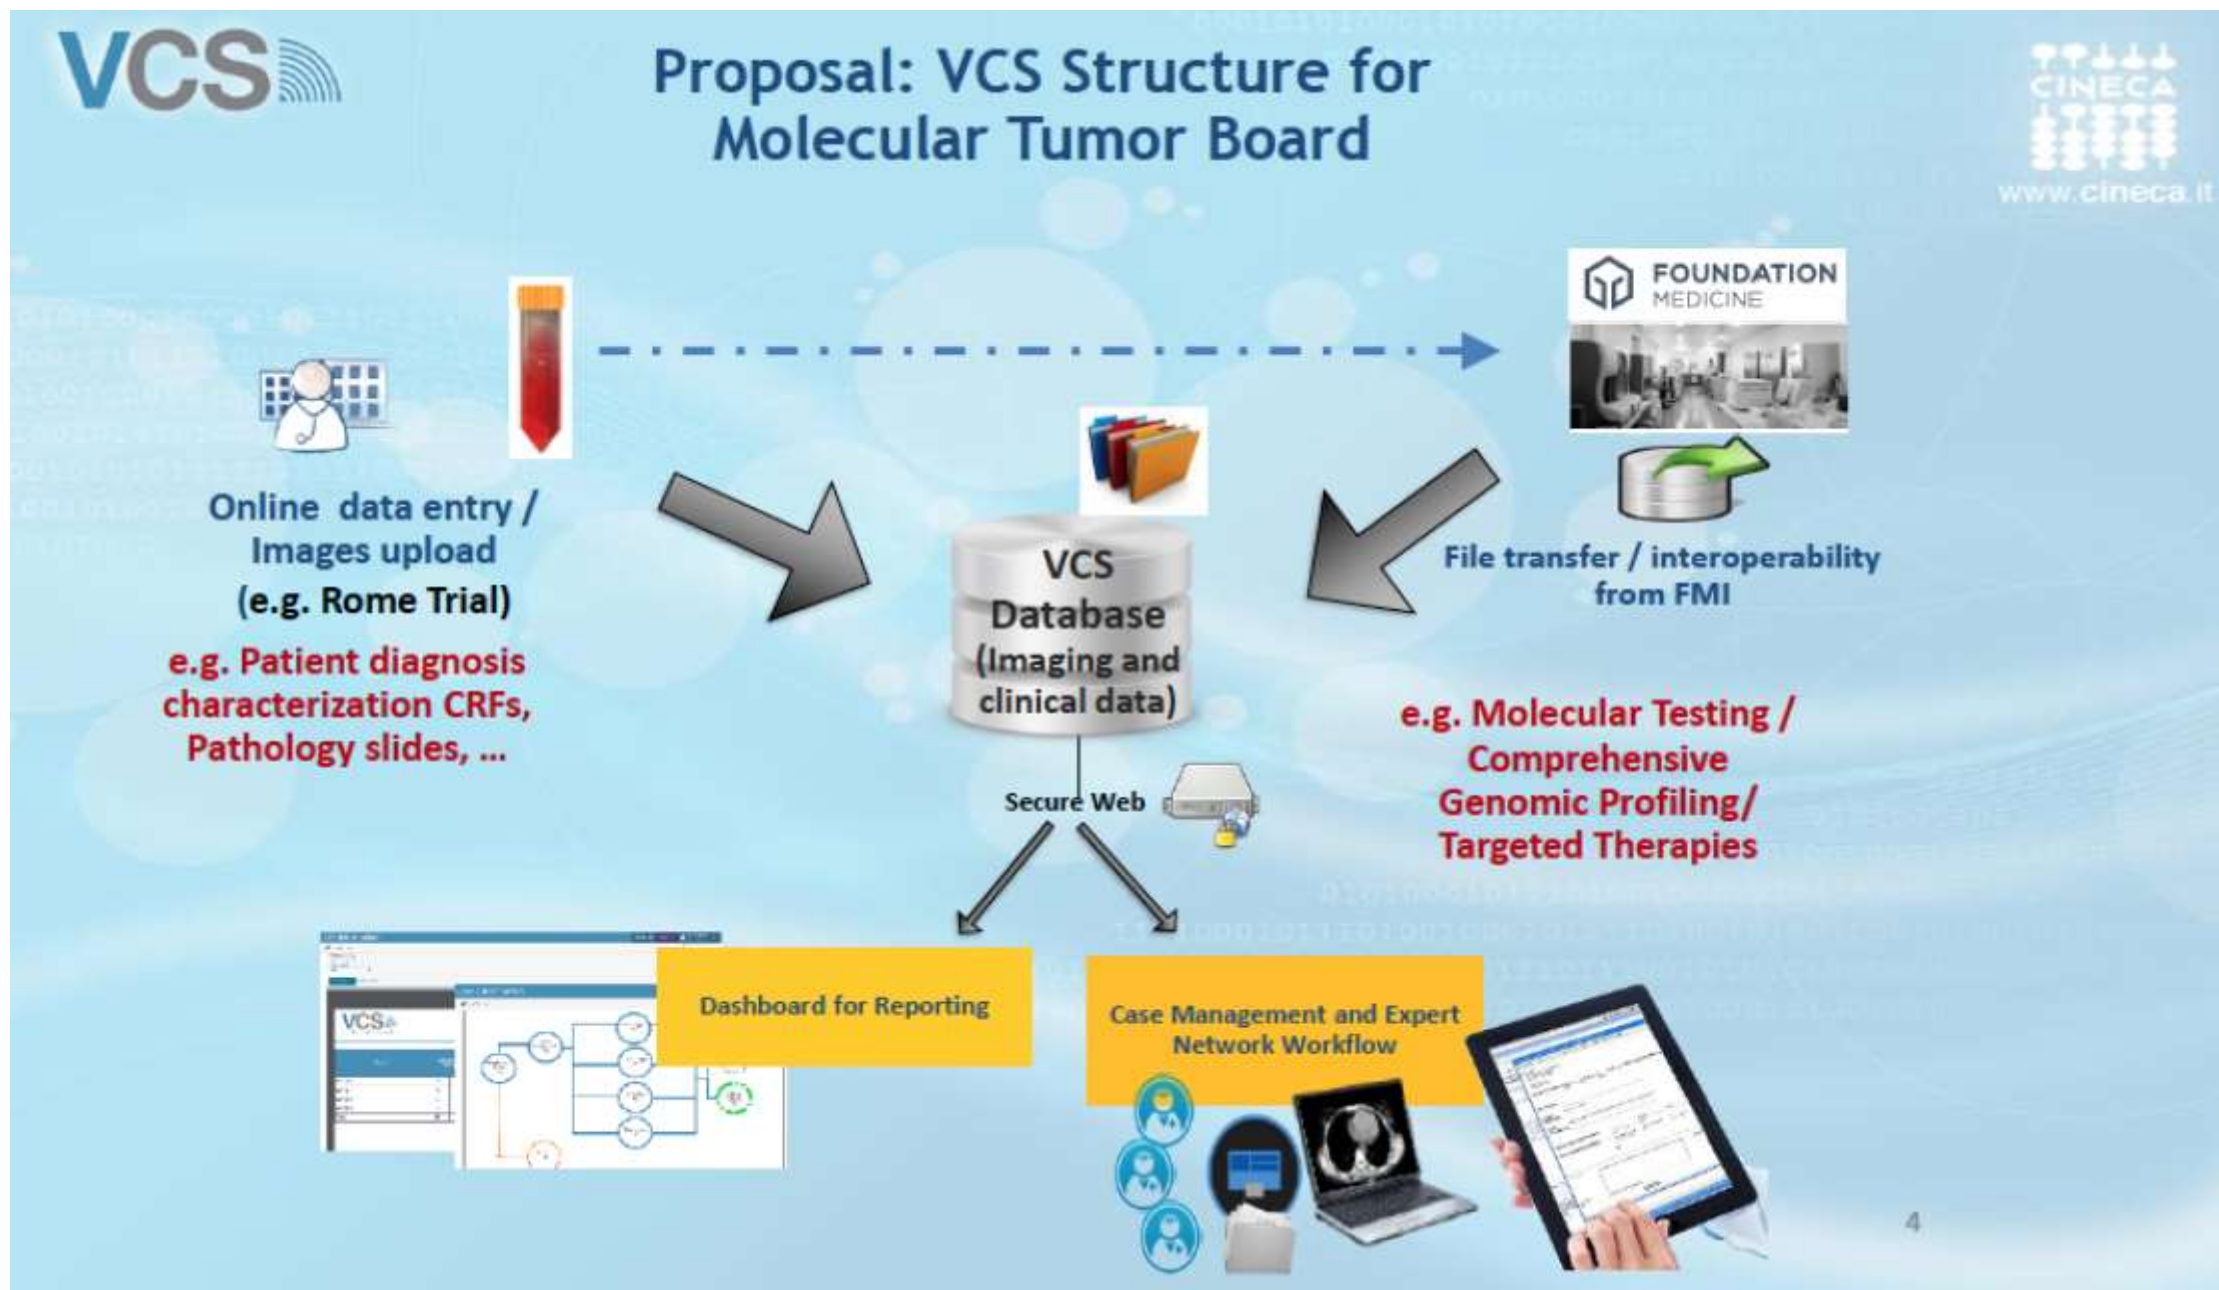 VCS
Proposal: VCS Structure for
Molecular Tumor Board
CINECA
www.cineca.it
FOUNDATION
MEDICINE
Online data entry /
Images upload
(e.g. Rome Trial)
e.g. Patient diagnosis
characterization CRFs,
Pathology slides, ...
VCS
Database
(Imaging and
clinical data)
File transfer / interoperability
from FMI
e.g. Molecular Testing /
Comprehensive
Genomic Profiling/
Targeted Therapies
Secure Web
VCS
Dashboard for Reporting
Case Management and Expert
Network Workflow
4